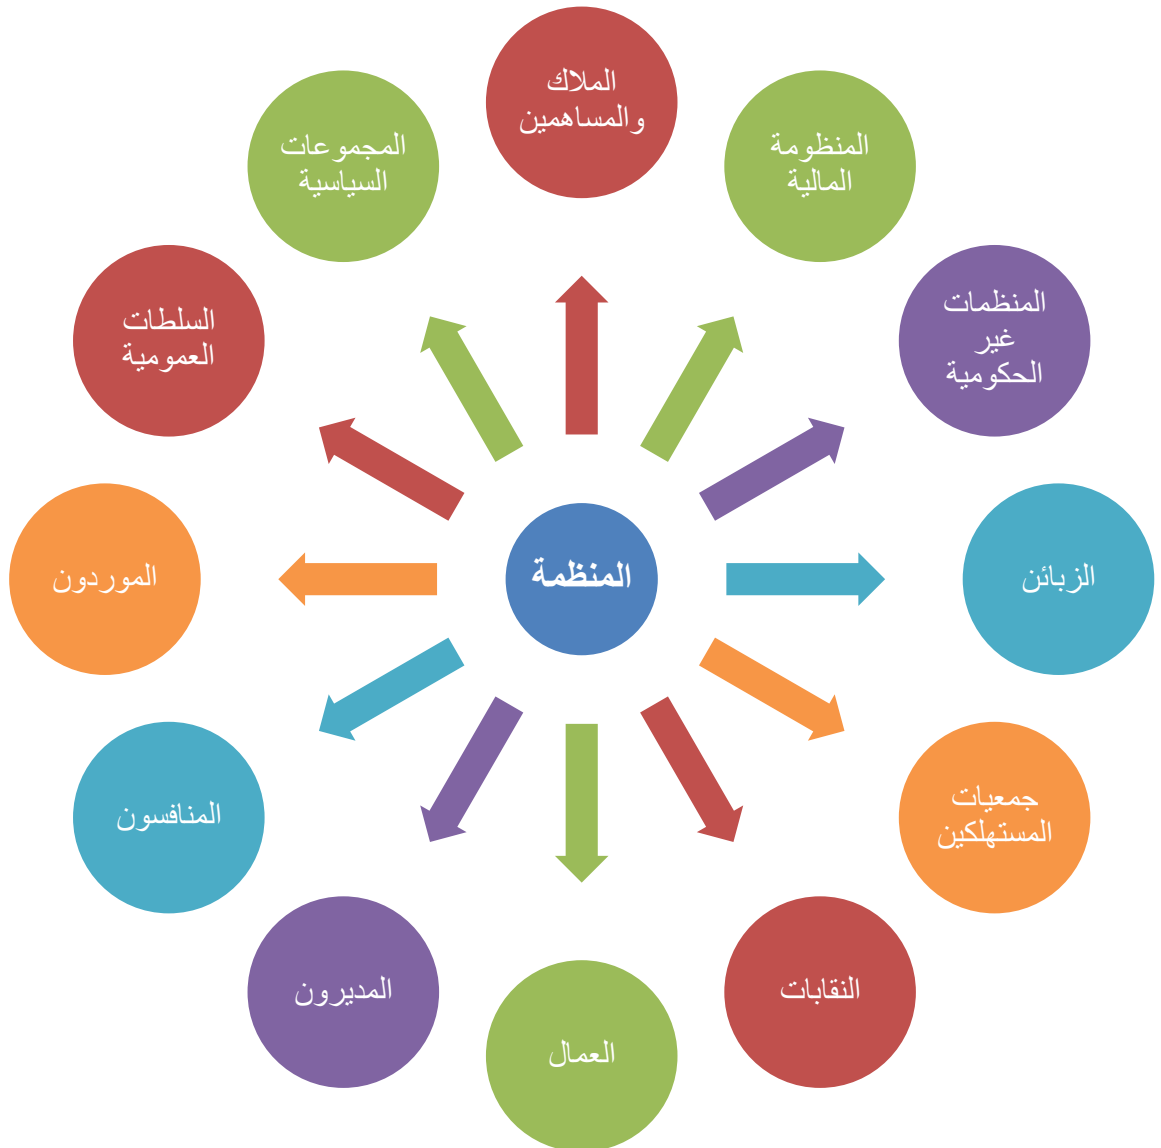 الملاك
والمساهمين
المنظومة
المالية
المنظمات
غير
الحكومية
الزبائن
جمعيات
المستهلكين
النقابات
العمال
المديرون
المنافسون
الموردون
السلطات
العمومية
المجموعات
السياسية
المنظمة